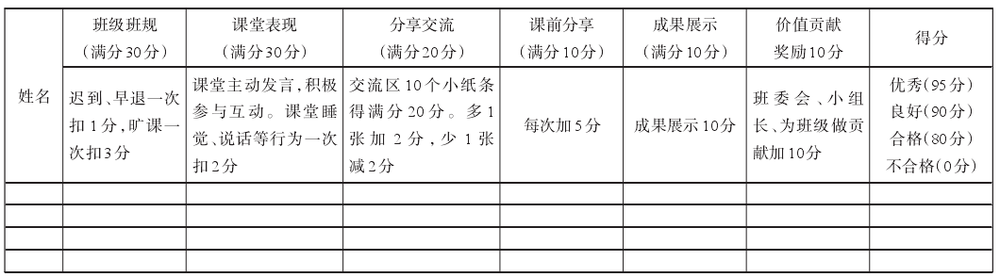 姓名
班级班规
（满分30分）
课堂表现
（满分30分）
分享交流
（满分20分）
课前分享
（满分10分）
成果展示
（满分10分）
价值贡献
奖励10分
得分
迟到、早退一次
扣1分，旷课一
次扣3分
课堂主动发言，积极
参与互动。课堂睡
觉、说话等行为一次
扣2分
交流区10个小纸条
得满分20分。多1
张加2分，少1张
减2分
每次加5分
成果展示10分
班委会、小组
长、为班级做贡
献加10分
优秀（95分）
良好（90分）
合格（80分）
不合格（0分）